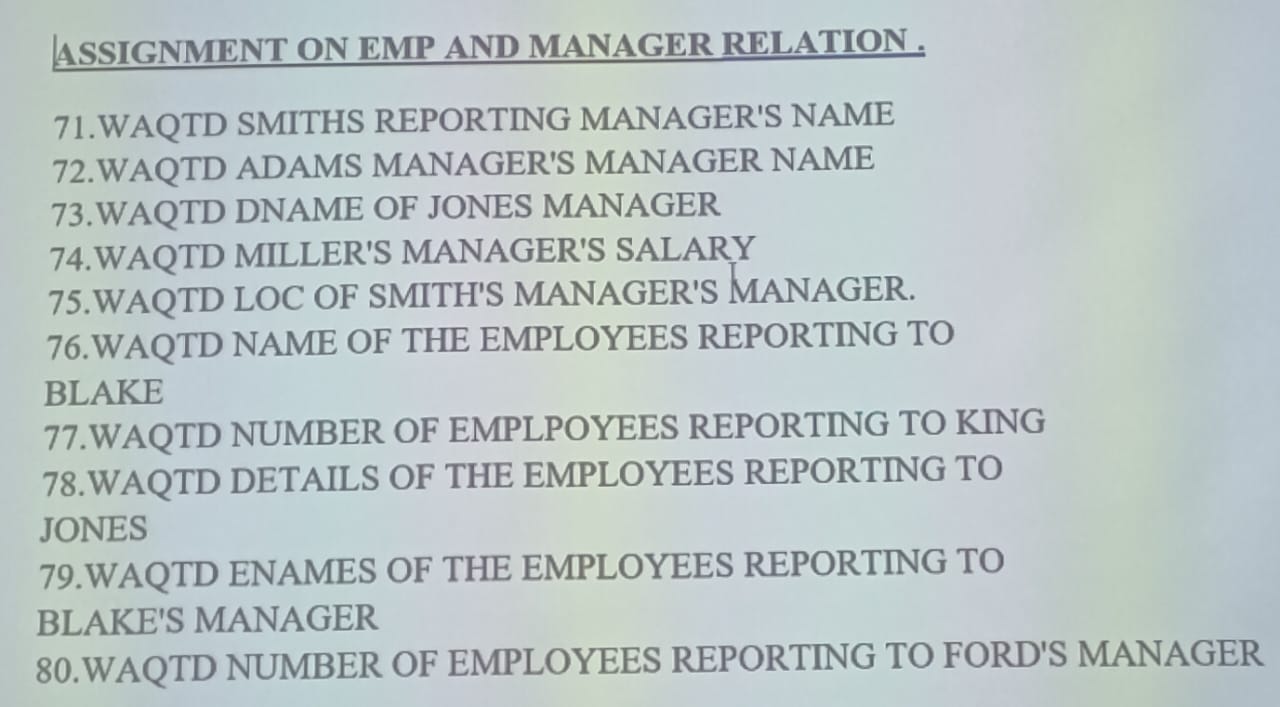 ASSIGNMENT ON EMP AND MANAGER RELATION .
71.WAQTD SMITHS REPORTING MANAGER'S NAME
72.WAQTD ADAMS MANAGER'S MANAGER NAME
73.WAQTD DNAME OF JONES MANAGER
74.WAQTD MILLER'S MANAGER'S SALARY
75.WAQTD LOC OF SMITH'S MANAGER'S MANAGER.
76.WAQTD NAME OF THE EMPLOYEES REPORTING TO
BLAKE
77.WAQTD NUMBER OF EMPLPOYEES REPORTING TO KING
78.WAQTD DETAILS OF THE EMPLOYEES REPORTING TO
JONES
79.WAQTD ENAMES OF THE EMPLOYEES REPORTING TO
BLAKE'S MANAGER
80.WAQTD NUMBER OF EMPLOYEES REPORTING TO FORD'S MANAGER